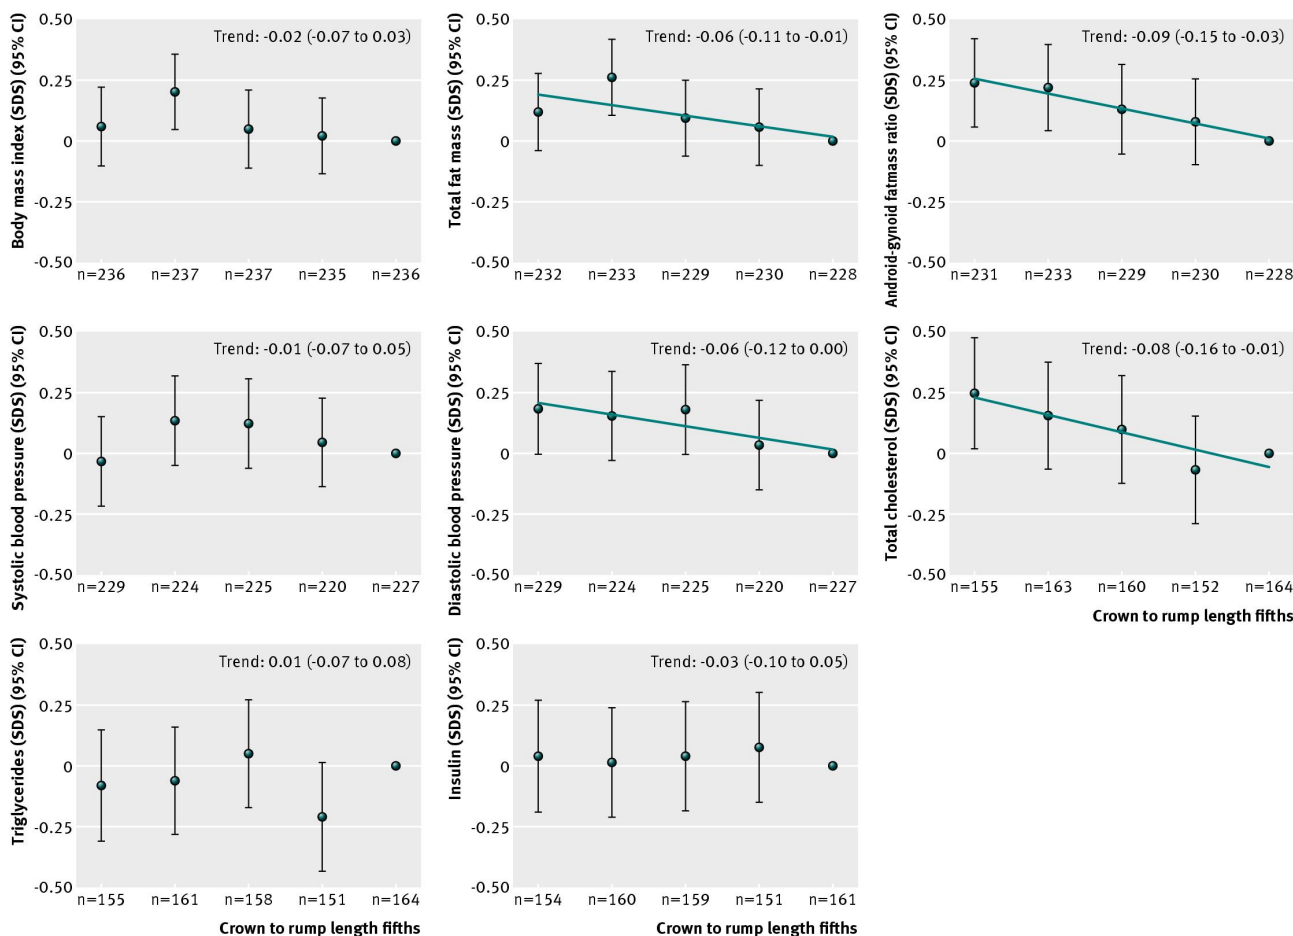 Body mass index (SDS) (95% CI)
0.50
0.25
0
-0.25
-0.50
Trend: -0.02 (-0.07 to 0.03)
n=236 n=237 n=237 n=235 n=236
Total fat mass (SDS) (95% CI)
0.50
0.25
0
-0.25
-0.50
Trend: -0.06 (-0.11 to -0.01)
n=232 n=233 n=229 n=230 n=228
Android-gynoid fatmass ratio (SDS) (95% CI)
0.50
0.25
0
-0.25
-0.50
Trend: -0.09 (-0.15 to -0.03)
n=231 n=233 n=229 n=230 n=228
Systolic blood pressure (SDS) (95% CI)
0.50
0.25
0
-0.25
-0.50
Trend: -0.01 (-0.07 to 0.05)
n=229 n=224 n=225 n=220 n=227
Diastolic blood pressure (SDS) (95% CI)
0.50
0.25
0
-0.25
-0.50
Trend: -0.06 (-0.12 to 0.00)
n=229 n=224 n=225 n=220 n=227
Total cholesterol (SDS) (95% CI)
0.50
0.25
0
-0.25
-0.50
Trend: -0.08 (-0.16 to -0.01)
n=155 n=163 n=160 n=152 n=164
Crown to rump length fifths
Triglycerides (SDS) (95% CI)
0.50
0.25
0
-0.25
-0.50
Trend: 0.01 (-0.07 to 0.08)
n=155 n=161 n=158 n=151 n=164
Crown to rump length fifths
Insulin (SDS) (95% CI)
0.50
0.25
0
-0.25
-0.50
Trend: -0.03 (-0.10 to 0.05)
n=154 n=160 n=159 n=151 n=161
Crown to rump length fifths